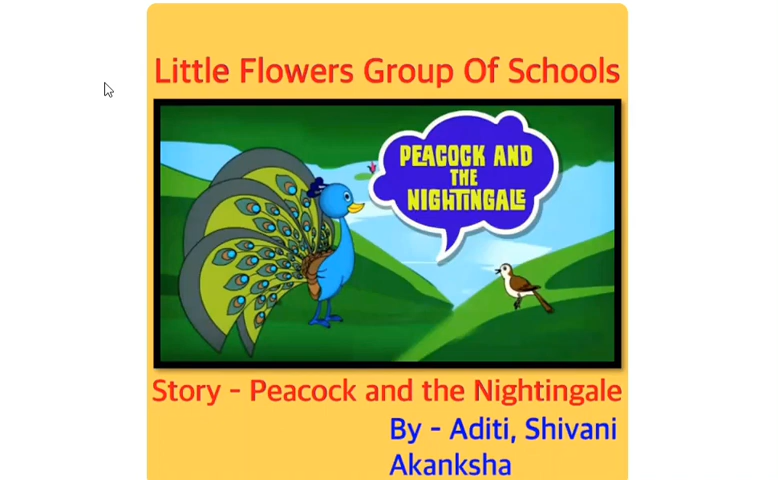 Little Flowers Group Of Schools
PEACOCK AND
THE
NIGHTINGALE
Story - Peacock and the Nightingale
By - Aditi, Shivani
Akanksha